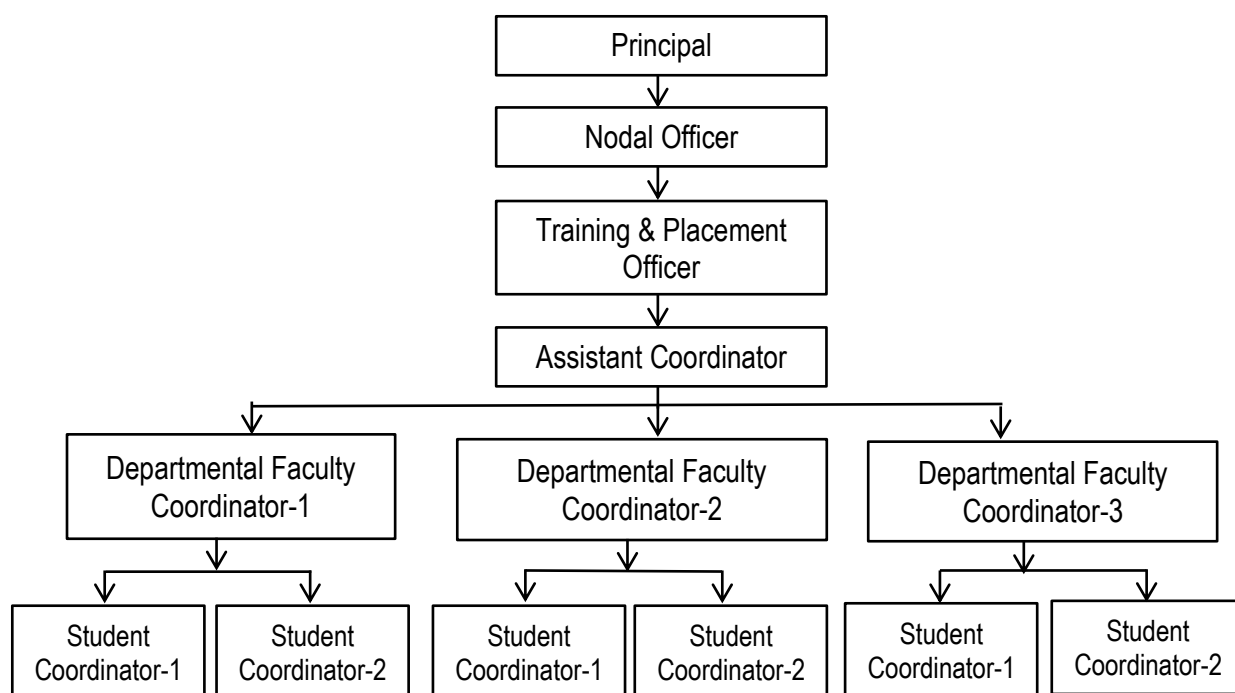 Principal
Nodal Officer
Training & Placement
Officer
Assistant Coordinator
Departmental Faculty
Coordinator-1
Departmental Faculty
Coordinator-2
Departmental Faculty
Coordinator-3
Student
Coordinator-1
Student
Coordinator-2
Student
Coordinator-1
Student
Coordinator-2
Student
Coordinator-1
Student
Coordinator-2